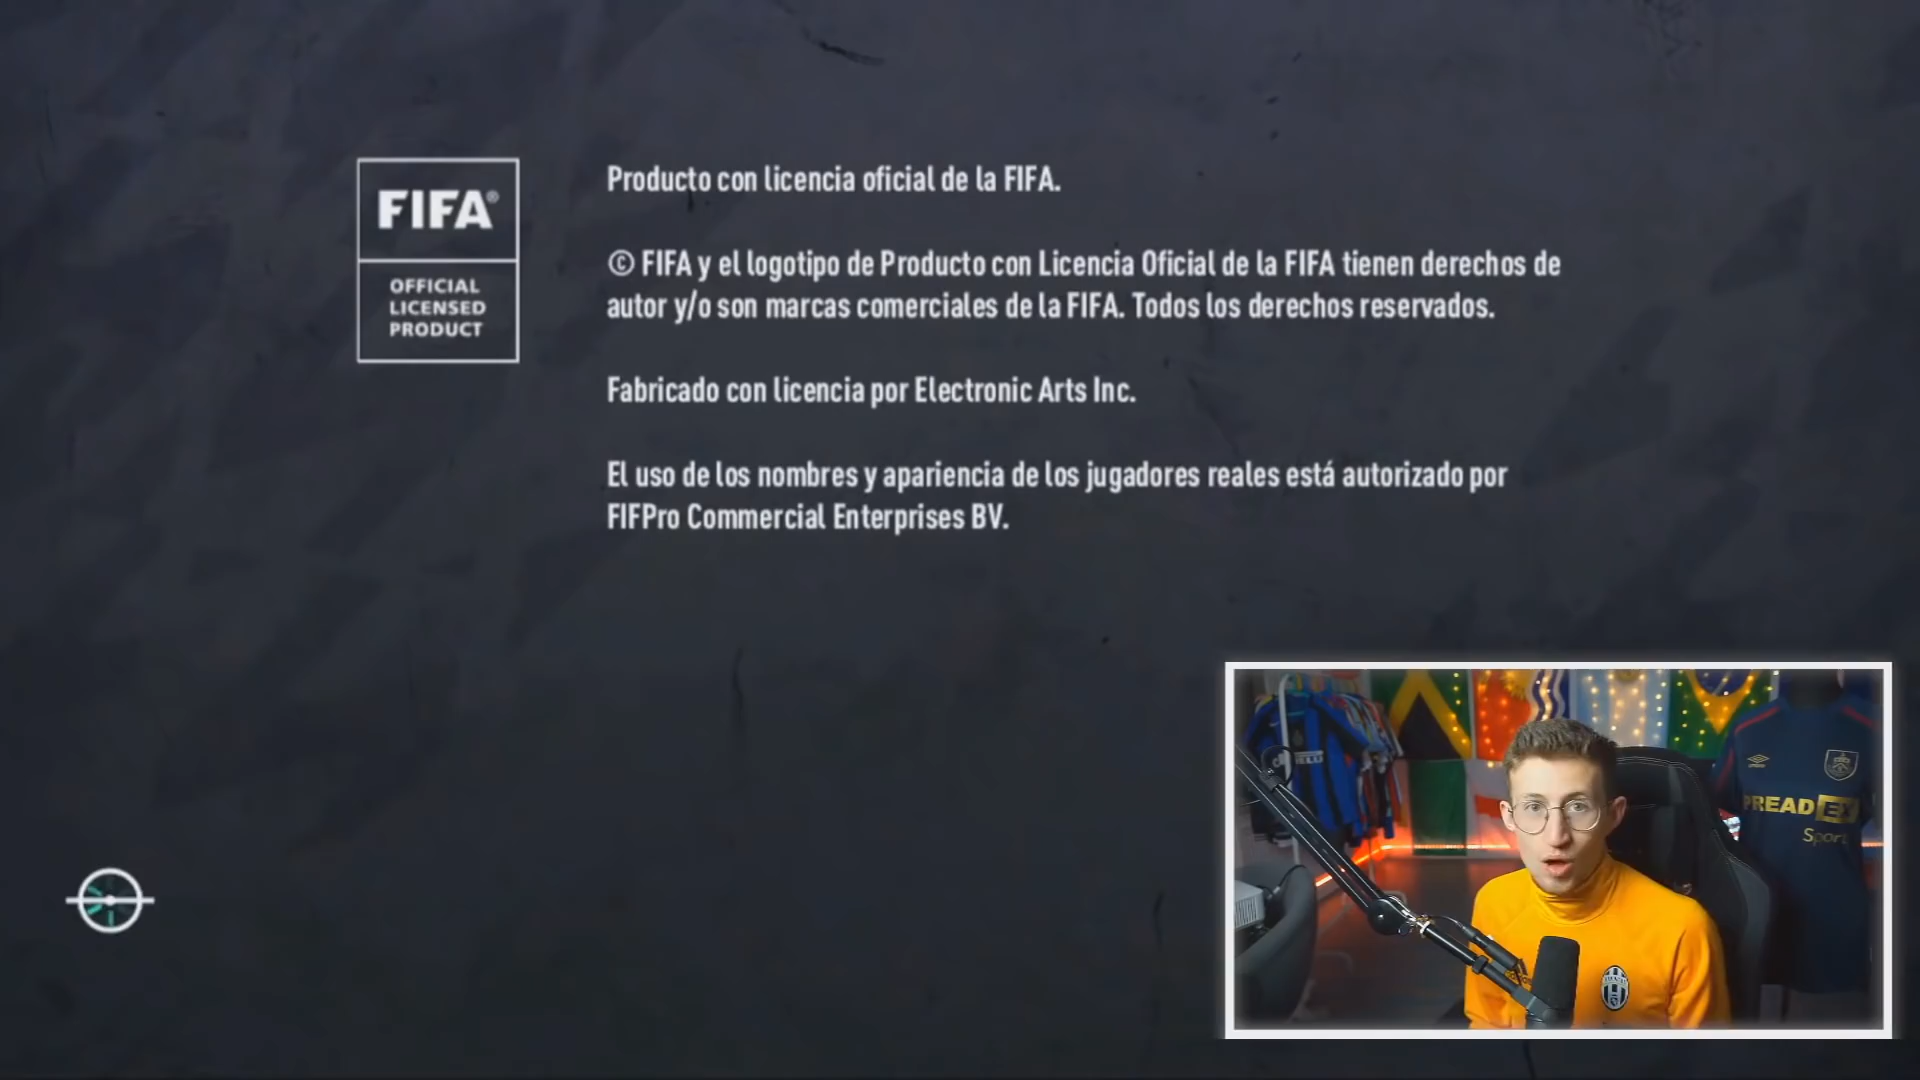 FIFA®
OFFICIAL
LICENSED
PRODUCT
Producto con licencia oficial de la FIFA.
© FIFA y el logotipo de Producto con Licencia Oficial de la FIFA tienen derechos de
autor y/o son marcas comerciales de la FIFA. Todos los derechos reservados.
Fabricado con licencia por Electronic Arts Inc.
El uso de los nombres y apariencia de los jugadores reales está autorizado por
FIFPro Commercial Enterprises BV.
PREAD EX
Sport